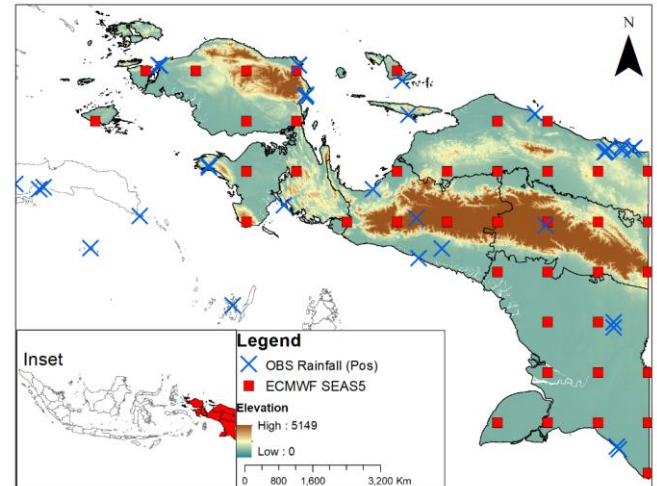 N
Inset
Legend
OBS Rainfall (Pos)
ECMWF SEAS5
Elevation
High : 5149
Low : 0
0 800 1,600 3,200 Km